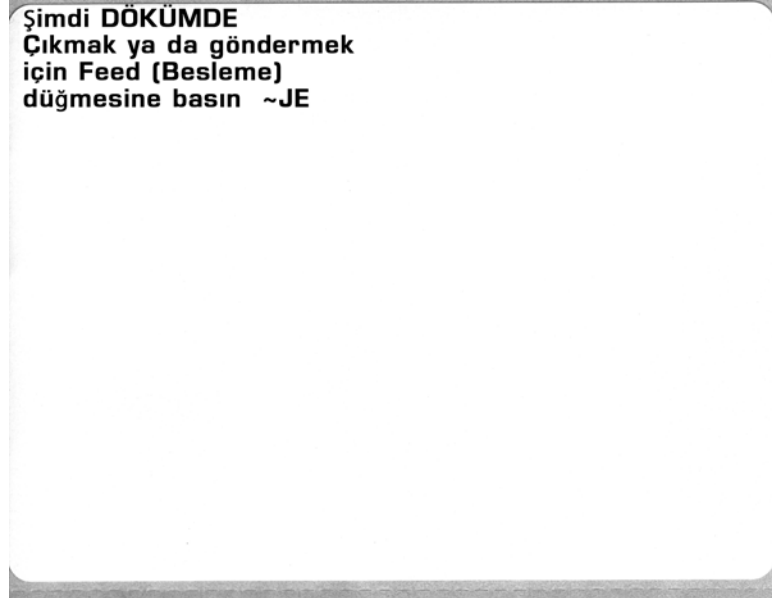 Şimdi DÖKÜMDE
Çıkmak ya da göndermek
için Feed (Besleme)
düğmesine basın ~JE